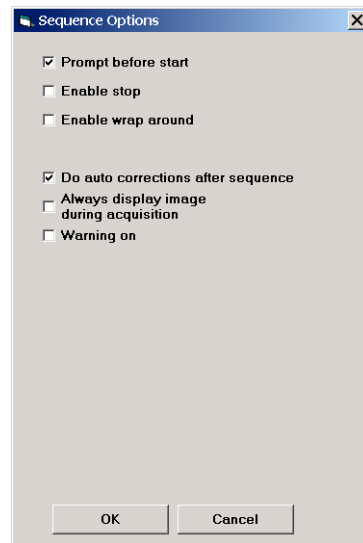 Sequence Options
Prompt before start
Enable stop
Enable wrap around
Do auto corrections after sequence
Always display image
during acquisition
Warning on
OK Cancel